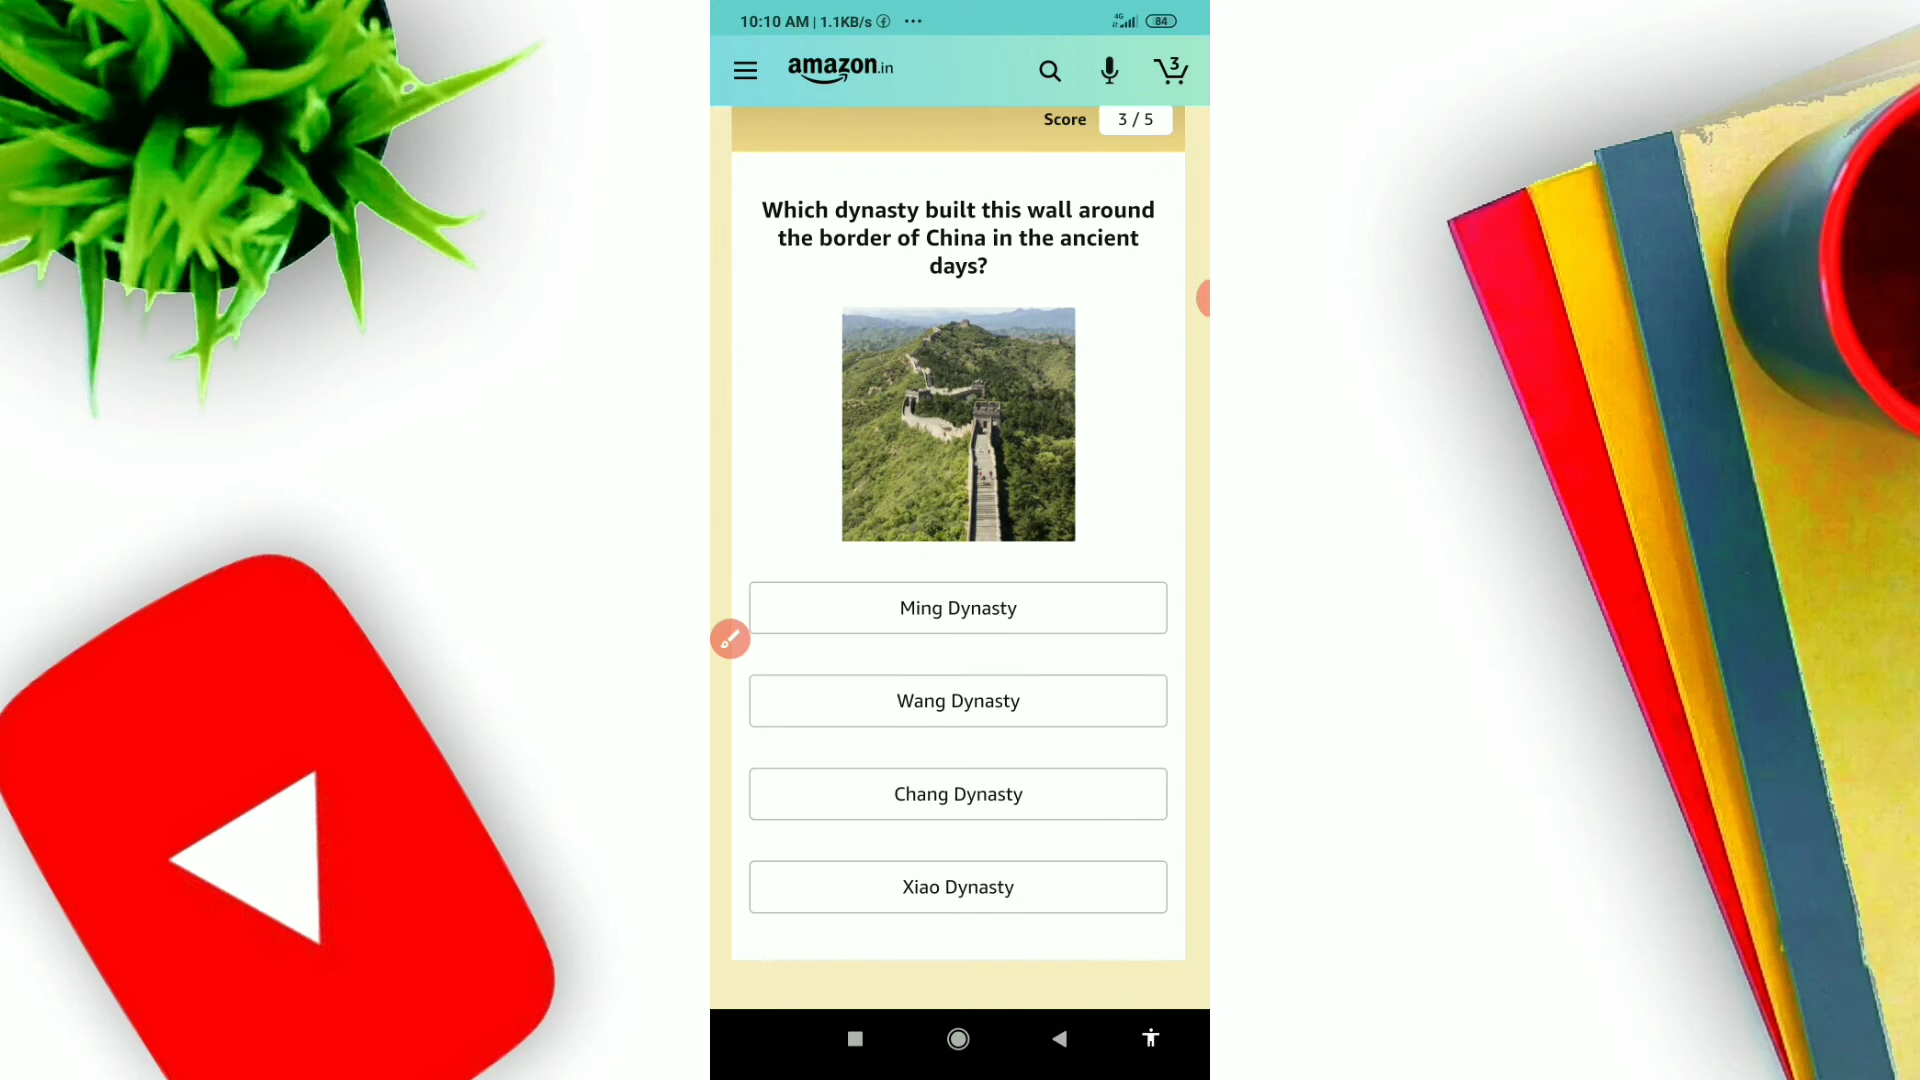 10:10 AM | 1.1KB/s ...
4G 84
amazon.in
3
Score 3 / 5
Which dynasty built this wall around
the border of China in the ancient
days?
Ming Dynasty
Wang Dynasty
Chang Dynasty
Xiao Dynasty